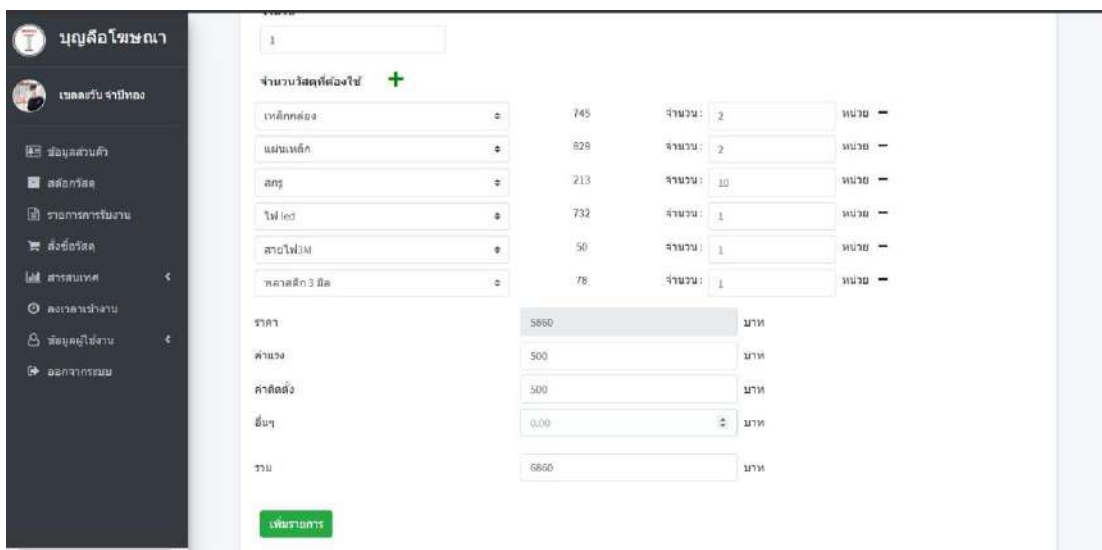 บุญลือโฆษณา
เขตตะวัน จำปีทอง
ข้อมูลส่วนตัว
สต๊อกวัสดุ
รายการการรับงาน
สั่งซื้อวัสดุ
สารสนเทศ
ลงเวลาเข้างาน
ข้อมูลผู้ใช้งาน
ออกจากระบบ
1
จำนวนวัสดุที่ต้องใช้
เหล็กกล่อง 745 จำนวน : 2 หน่วย
แผ่นเหล็ก 829 จำนวน : 2 หน่วย
สกรู 213 จำนวน : 10 หน่วย
ไฟ led 732 จำนวน : 1 หน่วย
สายไฟ3M 50 จำนวน : 1 หน่วย
พลาสติก 3 มิล 78 จำนวน : 1 หน่วย
ราคา 5860 บาท
ค่าแรง 500 บาท
ค่าติดตั้ง 500 บาท
อื่นๆ 0.00 บาท
รวม 6860 บาท
เพิ่มรายการ